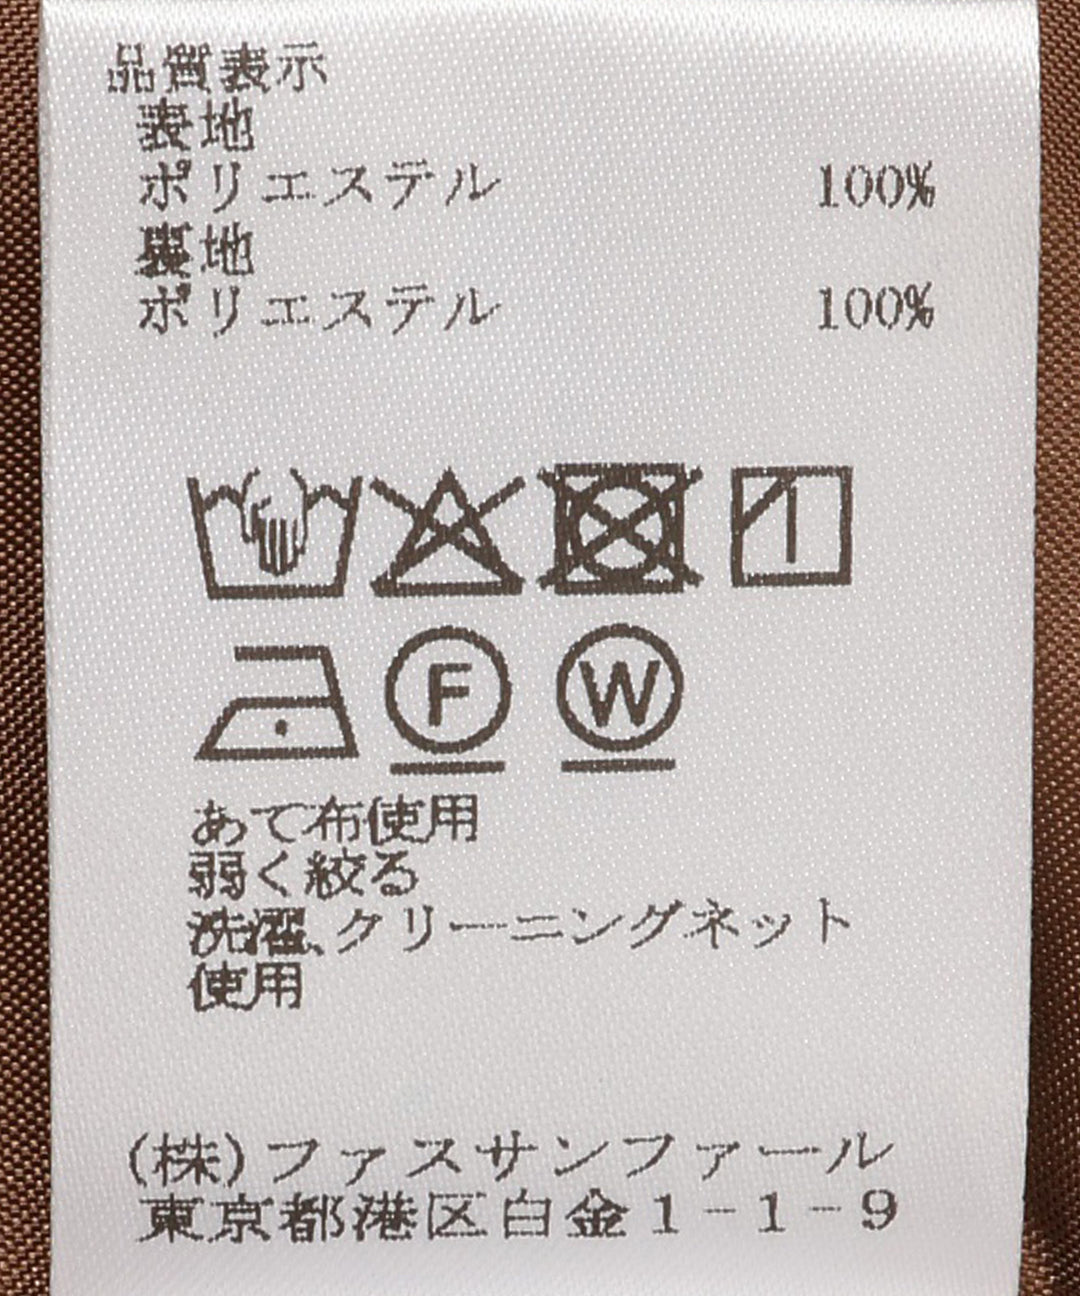 品質表示
表地
ポリエステル 100%
裏地
ポリエステル 100%
F W
あて布使用
弱く絞る
洗濯、クリーニングネット
使用
(株)ファスサンファール
東京都港区白金1-1-9